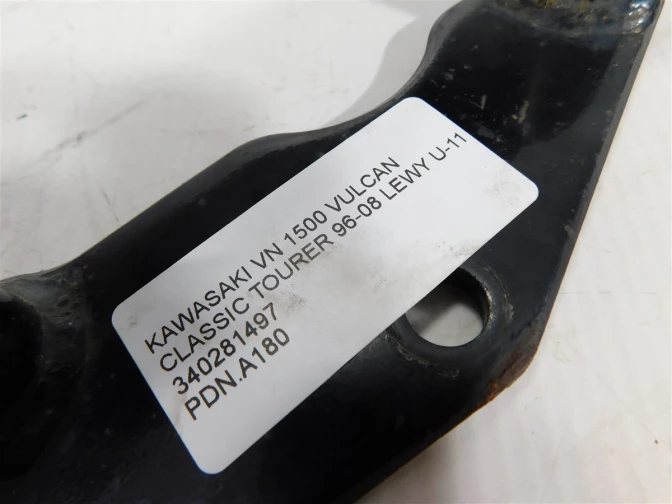 KAWASAKI VN 1500 VULCAN
CLASSIC TOURER 96-08 LEWY U-11
340281497
PDN.A180